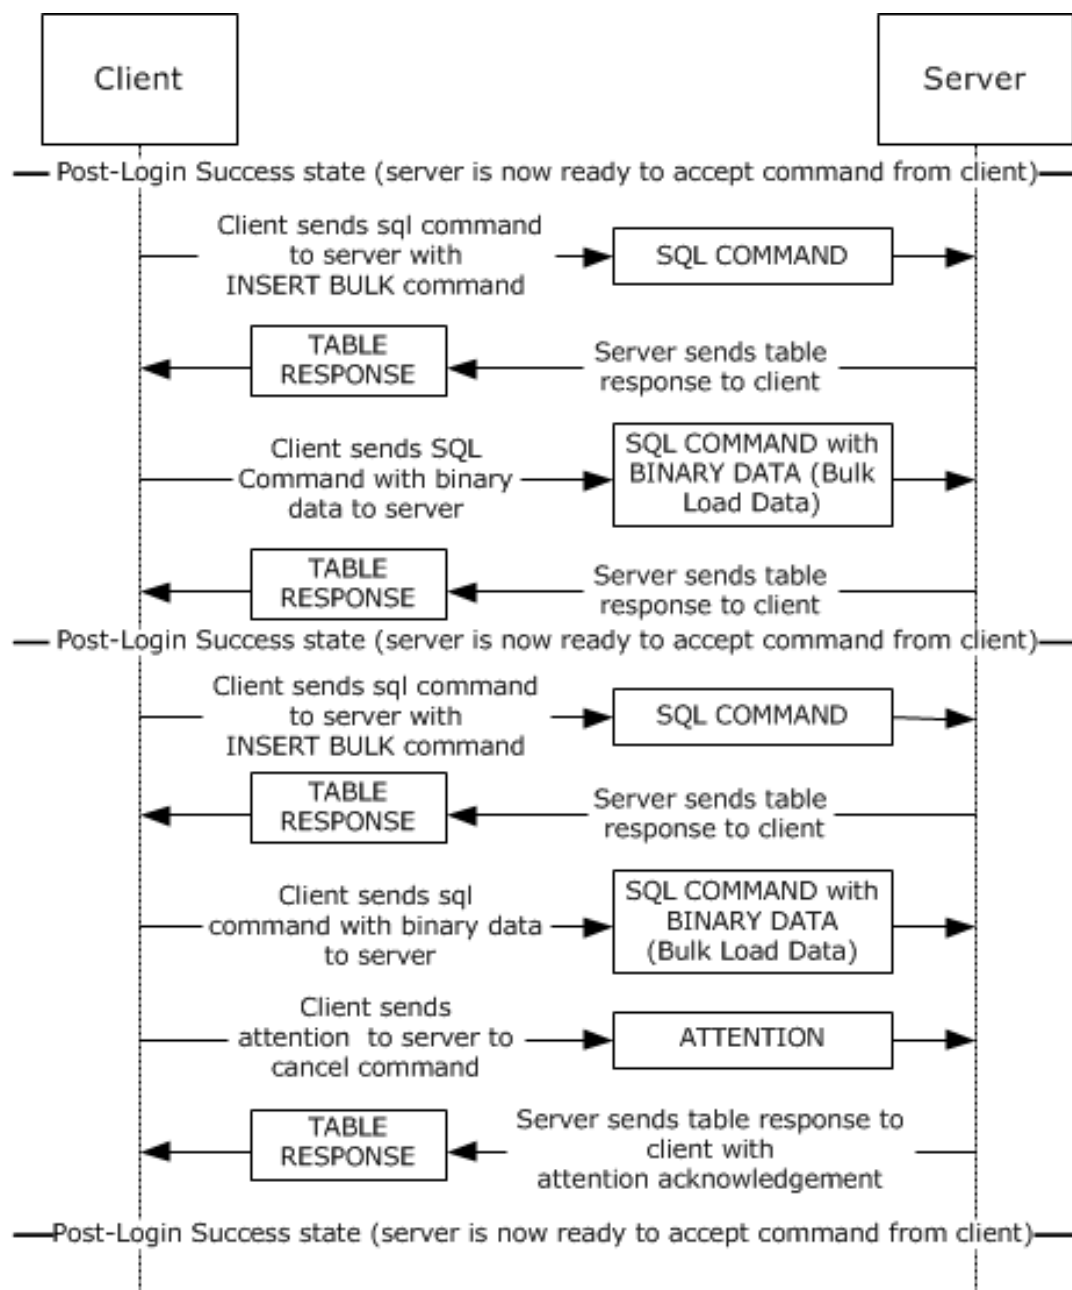 Client
Server
Post-Login Success state (server is now ready to accept command from client)
Client sends sql command
to server with
INSERT BULK command
SQL COMMAND
TABLE
RESPONSE
Server sends table
response to client
Client sends SQL
Command with binary
data to server
SQL COMMAND with
BINARY DATA (Bulk
Load Data)
TABLE
RESPONSE
Server sends table
response to client
Post-Login Success state (server is now ready to accept command from client)
Client sends sql command
to server with
INSERT BULK command
SQL COMMAND
TABLE
RESPONSE
Server sends table
response to client
Client sends sql
command with binary data
to server
SQL COMMAND with
BINARY DATA
(Bulk Load Data)
Client sends
attention to server to
cancel command
ATTENTION
TABLE
RESPONSE
Server sends table response to
client with
attention acknowledgement
Post-Login Success state (server is now ready to accept command from client)